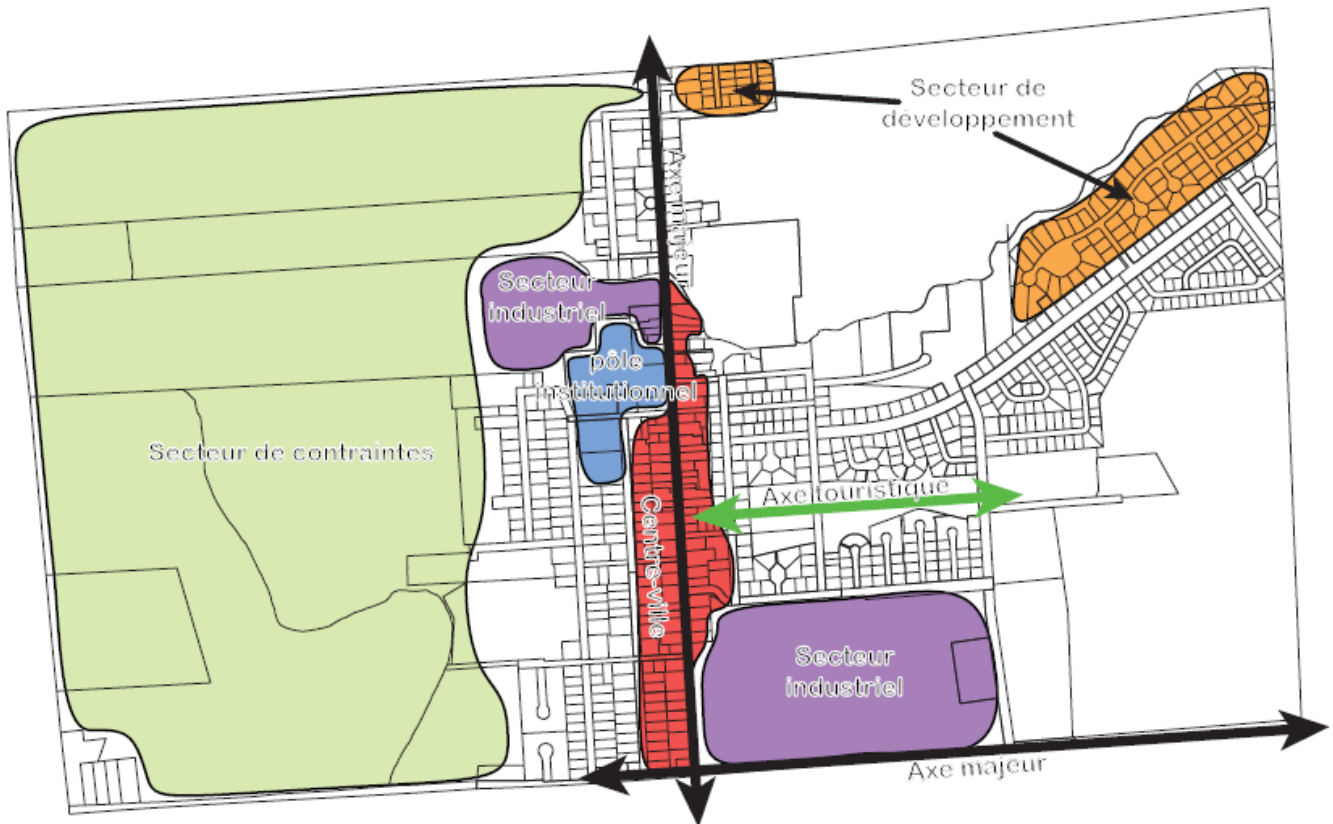 Secteur de
développement
Axe majeur
Secteur
industriel
pôle
institutionnel
Secteur de contraintes
Axe touristique
Centre-ville
Secteur
industriel
Axe majeur